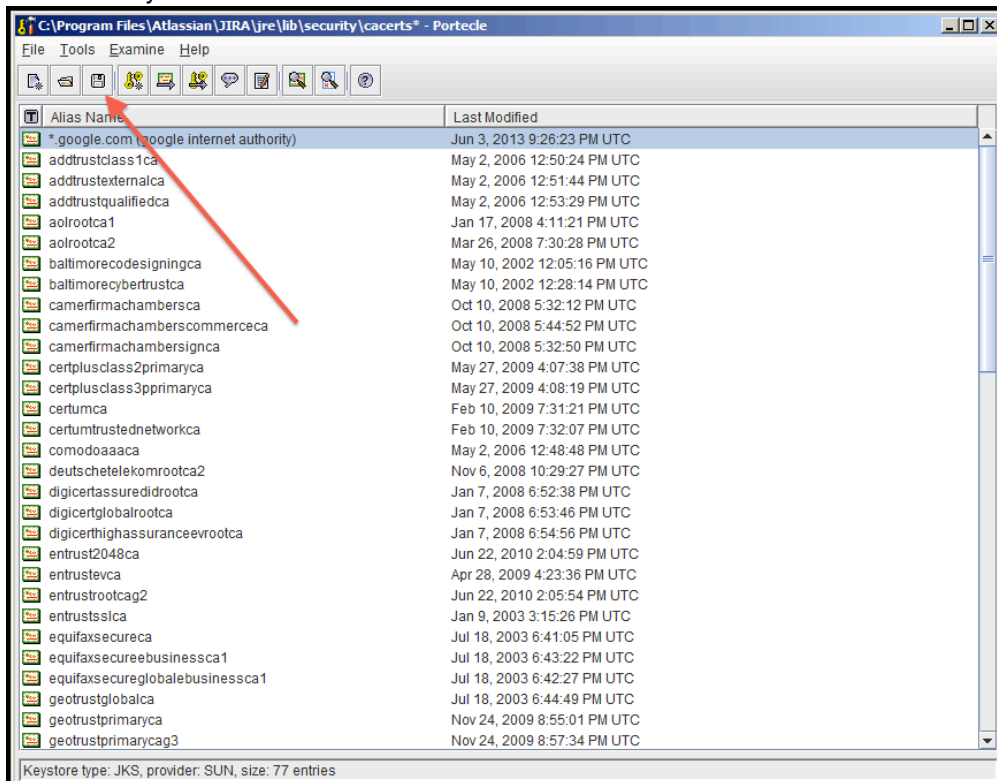 C:\Program Files\Atlassian\JIRA\jre\lib\security\cacerts* - Portecle
File Tools Examine Help
T Alias Name Last Modified
*.google.com (google internet authority) Jun 3, 2013 9:26:23 PM UTC
addtrustclass1ca May 2, 2006 12:50:24 PM UTC
addtrustexternalca May 2, 2006 12:51:44 PM UTC
addtrustqualifiedca May 2, 2006 12:53:29 PM UTC
aolrootca1 Jan 17, 2008 4:11:21 PM UTC
aolrootca2 Mar 26, 2008 7:30:28 PM UTC
baltimorecodesigningca May 10, 2002 12:05:16 PM UTC
baltimorecybertrustca May 10, 2002 12:28:14 PM UTC
camerfirmachambersca Oct 10, 2008 5:32:12 PM UTC
camerfirmachamberscommerceca Oct 10, 2008 5:44:52 PM UTC
camerfirmachambersignca Oct 10, 2008 5:32:50 PM UTC
certplusclass2primaryca May 27, 2009 4:07:38 PM UTC
certplusclass3pprimaryca May 27, 2009 4:08:19 PM UTC
certumca Feb 10, 2009 7:31:21 PM UTC
certumtrustednetworkca Feb 10, 2009 7:32:07 PM UTC
comodoaaaca May 2, 2006 12:48:48 PM UTC
deutschetelekomrootca2 Nov 6, 2008 10:29:27 PM UTC
digicertassuredidrootca Jan 7, 2008 6:52:38 PM UTC
digicertglobalrootca Jan 7, 2008 6:53:46 PM UTC
digicerthighassuranceevrootca Jan 7, 2008 6:54:56 PM UTC
entrust2048ca Jun 22, 2010 2:04:59 PM UTC
entrustevca Apr 28, 2009 4:23:36 PM UTC
entrustrootcag2 Jun 22, 2010 2:05:54 PM UTC
entrustsslca Jan 9, 2003 3:15:26 PM UTC
equifaxsecureca Jul 18, 2003 6:41:05 PM UTC
equifaxsecureebusinessca1 Jul 18, 2003 6:43:22 PM UTC
equifaxsecureglobalebusinessca1 Jul 18, 2003 6:42:27 PM UTC
geotrustglobalca Jul 18, 2003 6:44:49 PM UTC
geotrustprimaryca Nov 24, 2009 8:55:01 PM UTC
geotrustprimarycag3 Nov 24, 2009 8:57:34 PM UTC
Keystore type: JKS, provider: SUN, size: 77 entries